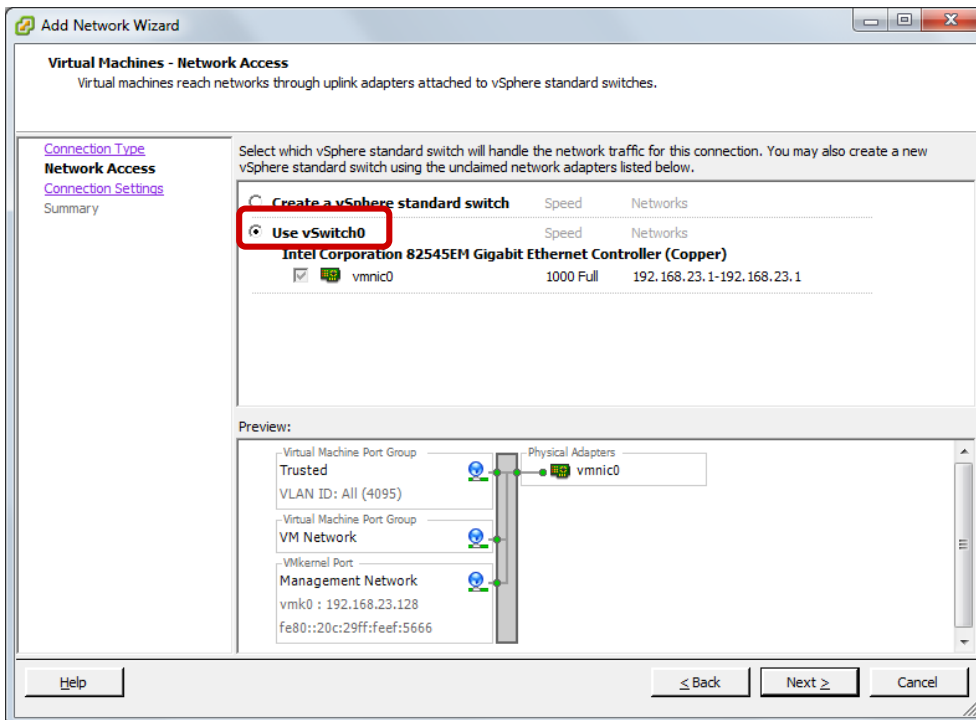 Add Network Wizard
Virtual Machines - Network Access
Virtual machines reach networks through uplink adapters attached to vSphere standard switches.
Connection Type
Network Access
Connection Settings
Summary
Select which vSphere standard switch will handle the network traffic for this connection. You may also create a new
vSphere standard switch using the unclaimed network adapters listed below.
Create a vSphere standard switch Speed Networks
Use vSwitch0 Speed Networks
Intel Corporation 82545EM Gigabit Ethernet Controller (Copper)
vmnic0 1000 Full 192.168.23.1-192.168.23.1
Preview:
Virtual Machine Port Group
Trusted
VLAN ID: All (4095)
Physical Adapters
vmnic0
Virtual Machine Port Group
VM Network
VMkernel Port
Management Network
vmk0 : 192.168.23.128
fe80::20c:29ff:feef:5666
Help
< Back
Next >
Cancel